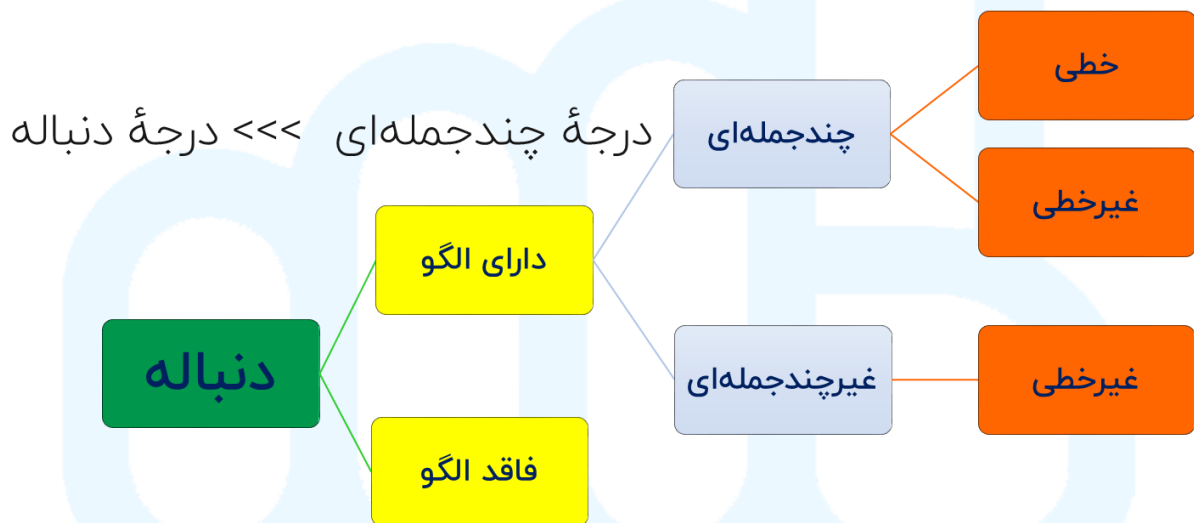 خطی
درجهٔ چندجمله‌ای >>> درجهٔ دنباله
چندجمله‌ای
غیرخطی
دارای الگو
دنباله
غیرچندجمله‌ای
غیرخطی
فاقد الگو